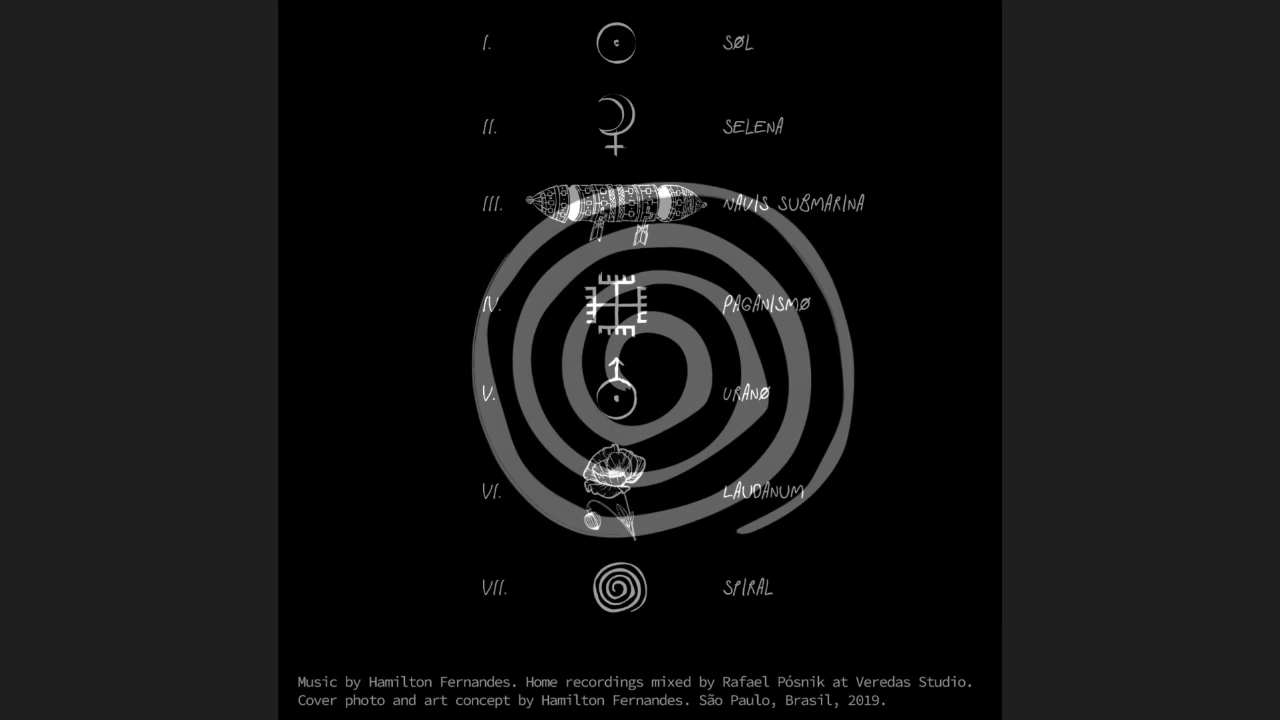 I. SØL
II. SELENA
III. NAVIS SUBMARINA
IV. PAGANISMØ
V. URANØ
VI. LAUDANUM
VII. SPIRAL
Music by Hamilton Fernandes. Home recordings mixed by Rafael Pósnik at Veredas Studio.
Cover photo and art concept by Hamilton Fernandes. São Paulo, Brasil, 2019.